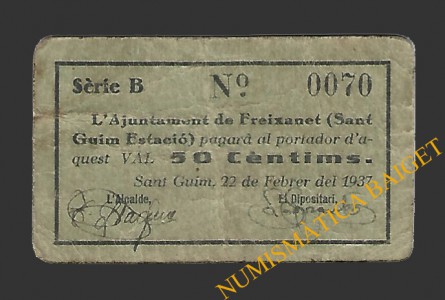 Sèrie B Nº 0070
L'Ajuntament de Freixanet (Sant
Guim Estació) pagarà al portador d'a-
quest VAL 50 Cèntims.
Sant Guim, 22 de Febrer del 1937
L'Alcalde, El Dipositari,
NUMISMÀTICA BAIGET